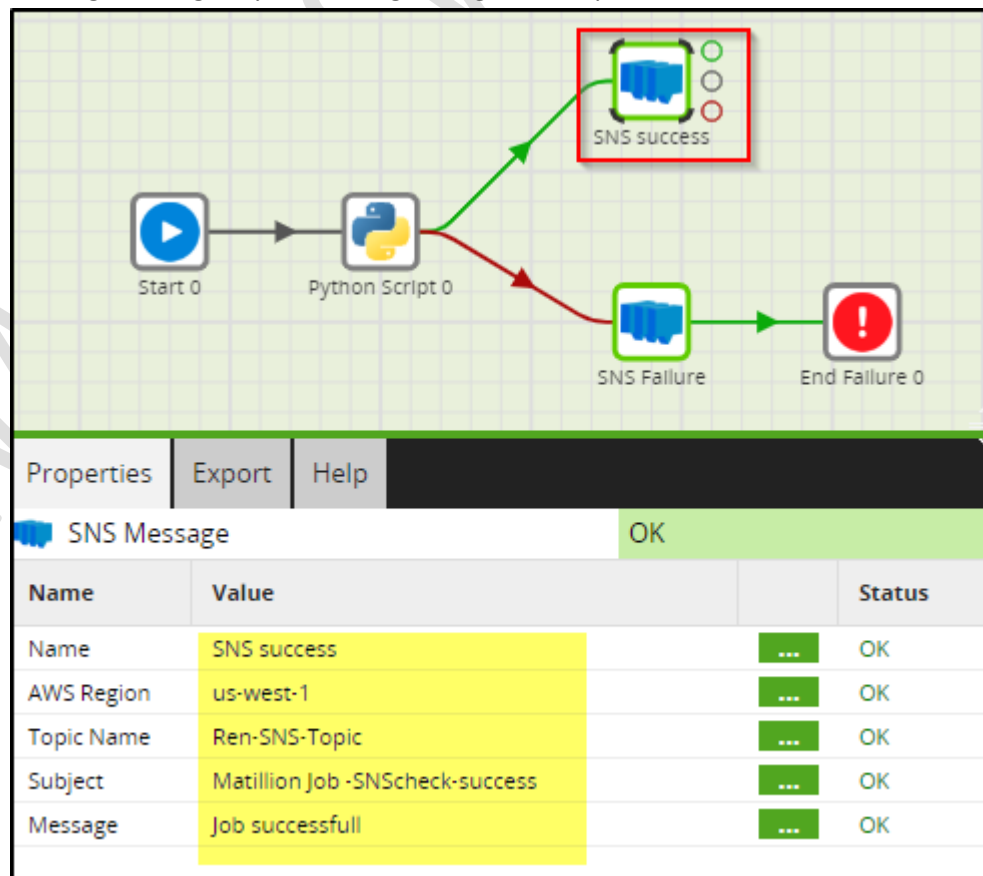 SNS success
Start 0
Python Script 0
SNS Failure
End Failure 0
Properties Export Help
SNS Message OK
Name Value Status
Name SNS success ... OK
AWS Region us-west-1 ... OK
Topic Name Ren-SNS-Topic ... OK
Subject Matillion Job -SNScheck-success ... OK
Message Job successfull ... OK